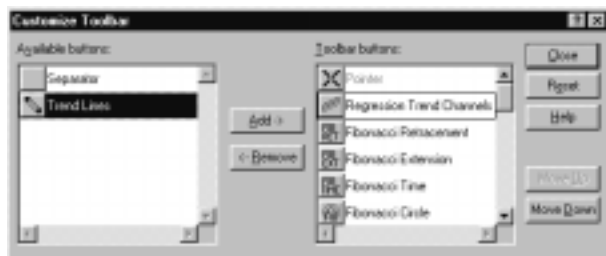 Customize Toolbar
Available buttons:
Separator
Trend Lines
Add ->
<- Remove
Toolbar buttons:
Pointer
Regression Trend Channels
Fibonacci Retracement
Fibonacci Extension
Fibonacci Time
Fibonacci Circle
Close
Reset
Help
Move Up
Move Down